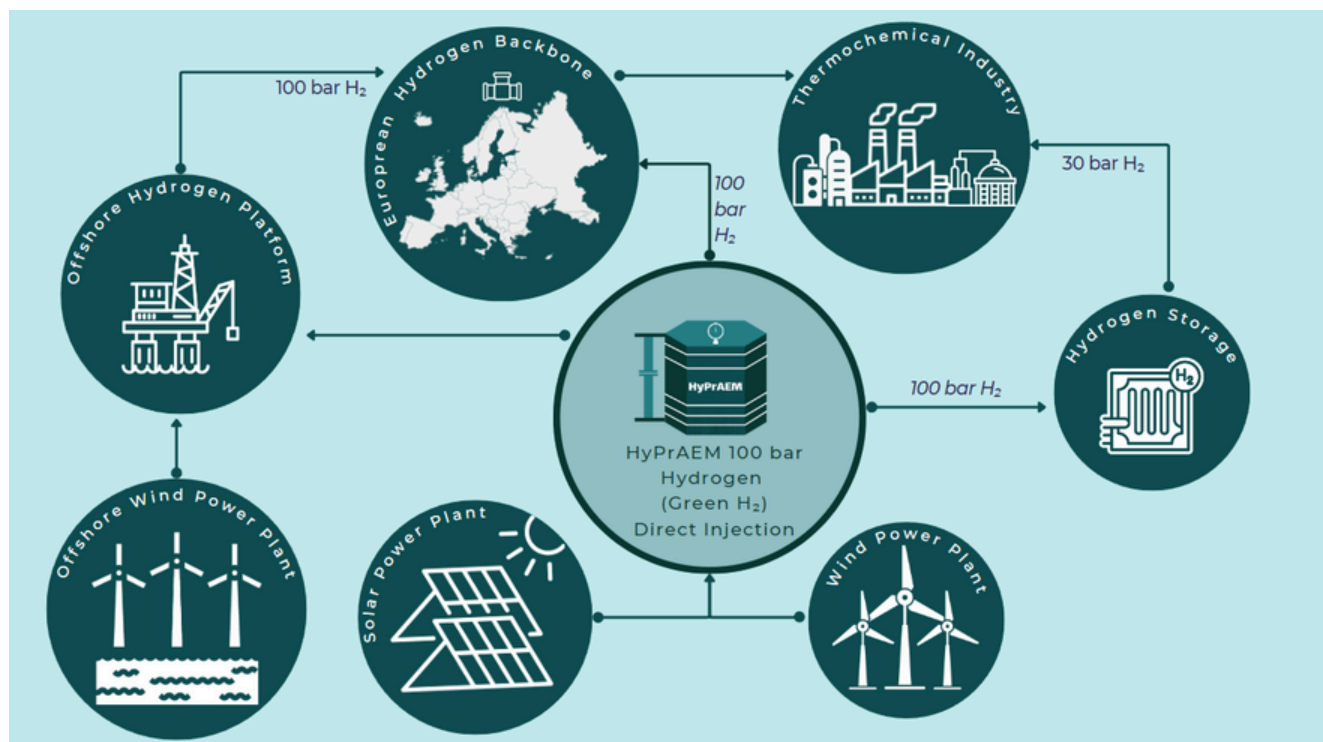 Europrean Hydrogen Backbone
Thermochemical Industry
100 bar H₂
30 bar H₂
100
bar
H₂
Offshore Hydrogen Platform
Hydrogen Storage
H₂
HyPrAEM
100 bar H₂
HyPrAEM 100 bar
Hydrogen
(Green H₂)
Direct Injection
Offshore Wind Power Plant
Solar Power Plant
Wind Power Plant